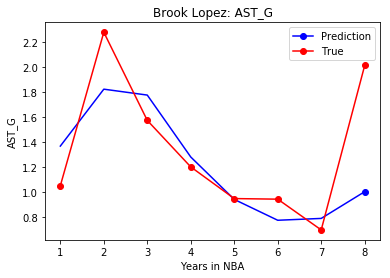 Brook Lopez: AST_G
Prediction
True
AST_G
2.2
2.0
1.8
1.6
1.4
1.2
1.0
0.8
1 2 3 4 5 6 7 8
Years in NBA